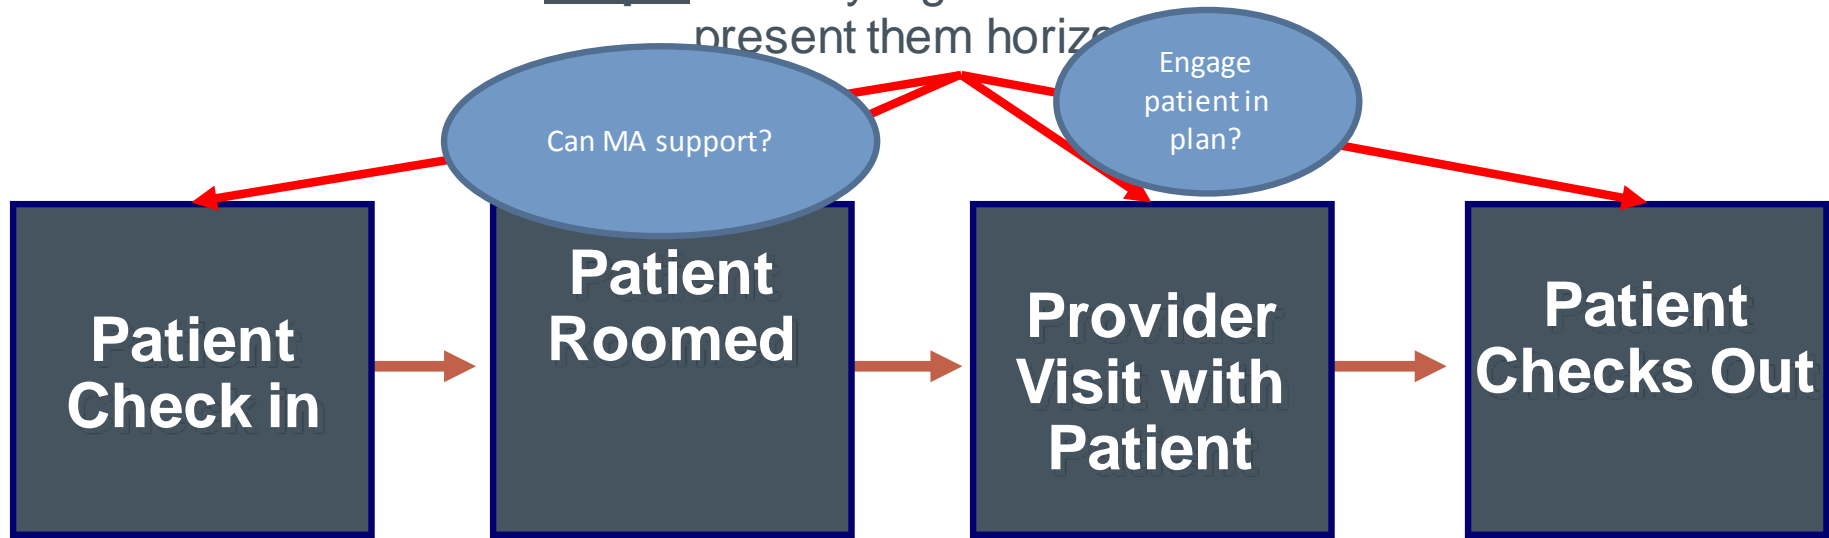 present them
Engage
patient in
plan?
Can MA support?
Patient
Check in
Patient
Roomed
Provider
Visit with
Patient
Patient
Checks Out